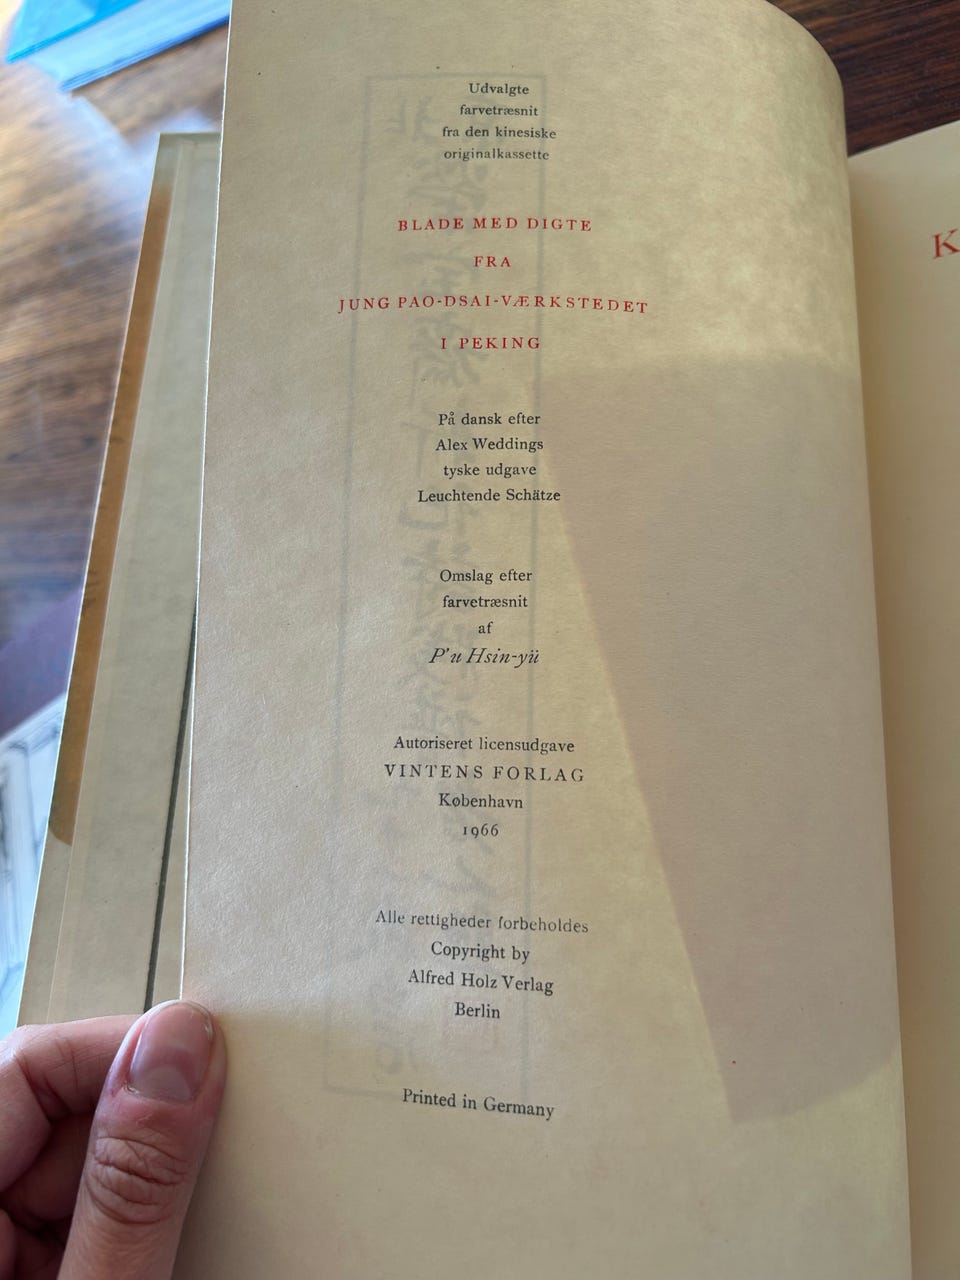 Udvalgte
farvetræsnit
fra den kinesiske
originalkassette
BLADE MED DIGTE
FRA
JUNG PAO-DSAI-VÆRKSTEDET
I PEKING
På dansk efter
Alex Weddings
tyske udgave
Leuchtende Schätze
Omslag efter
farvetræsnit
af
P'u Hsin-yü
Autoriseret licensudgave
VINTENS FORLAG
København
1966
Alle rettigheder forbeholdes
Copyright by
Alfred Holz Verlag
Berlin
Printed in Germany
K